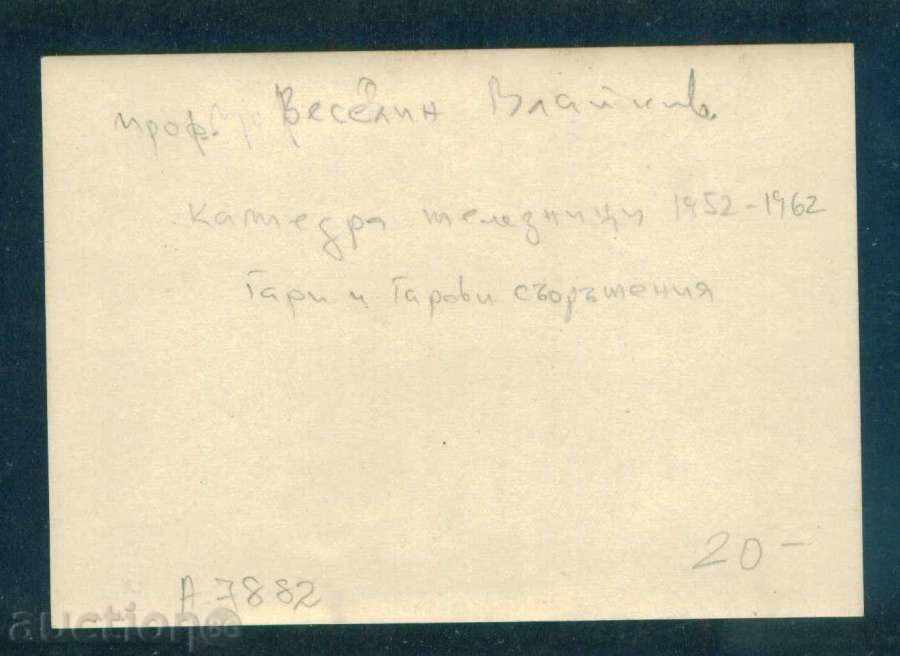 проф. Веселин Влайков
Катедра железници 1952-1962
Гари и Гарови съоръжения
20-
A 7882
auction